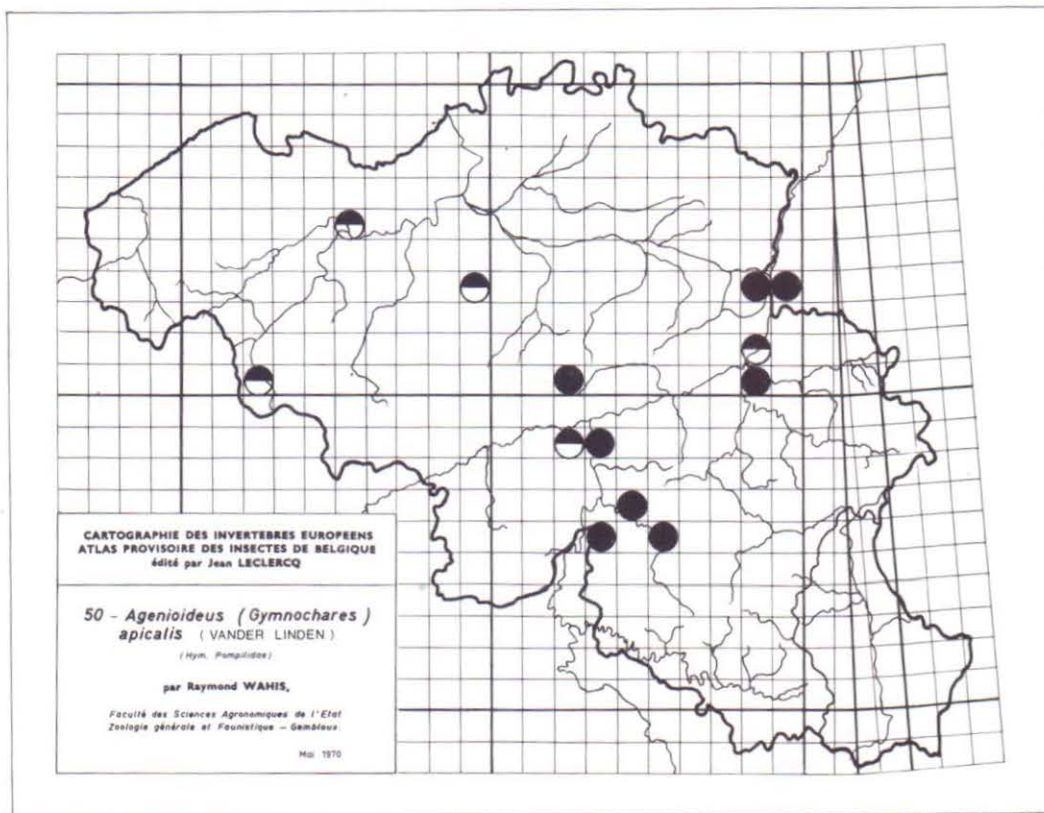 CARTOGRAPHIE DES INVERTEBRES EUROPEENS
ATLAS PROVISOIRE DES INSECTES DE BELGIQUE
édité par Jean LECLERCQ
50 - Agenioideus (Gymnochares)
apicalis (VANDER LINDEN)
(Hym. Pompilidae)
par Raymond WAHIS,
Faculté des Sciences Agronomiques de l'Etat
Zoologie générale et Faunistique - Gembloux.
Mai 1970